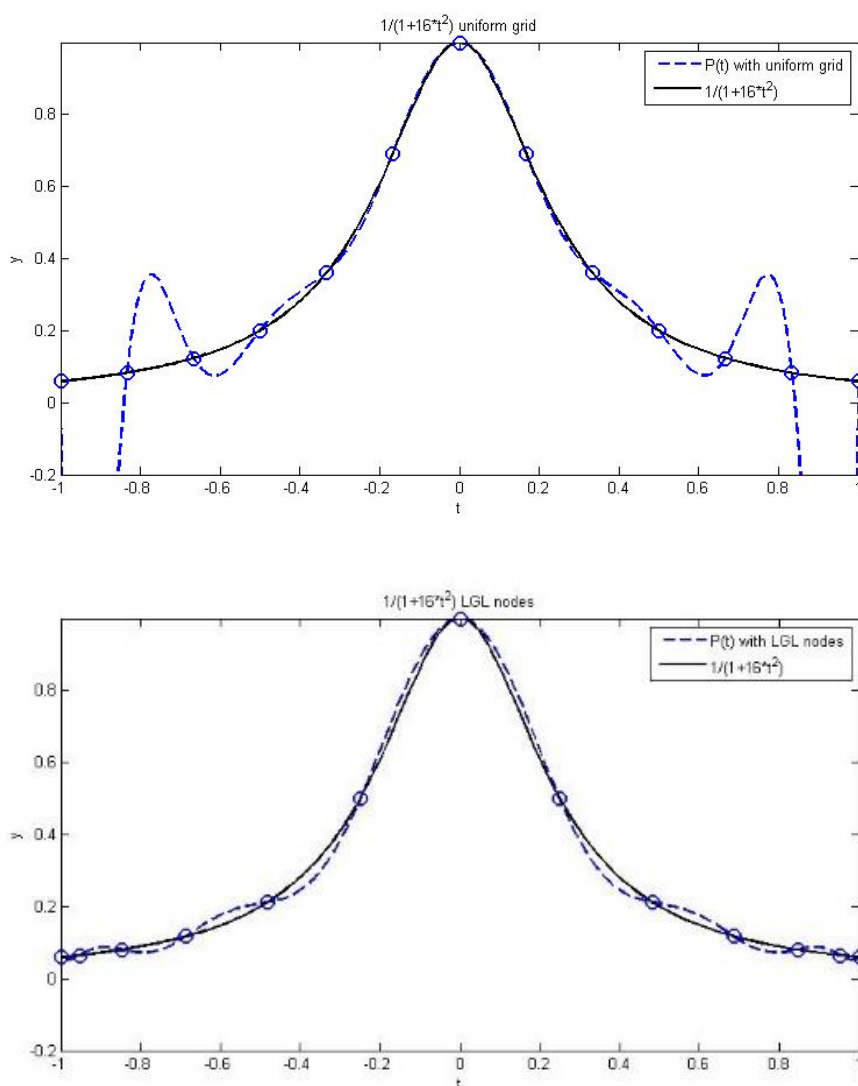 1/(1+16*t²) uniform grid
P(t) with uniform grid
1/(1+16*t²)
0.8
0.6
y
0.4
0.2
0
-0.2
-1 -0.8 -0.6 -0.4 -0.2 0 0.2 0.4 0.6 0.8 1
t
1/(1+16*t²) LGL nodes
P(t) with LGL nodes
1/(1+16*t²)
0.8
0.6
y
0.4
0.2
0
-0.2
-1 -0.8 -0.6 -0.4 -0.2 0 0.2 0.4 0.6 0.8 1
t